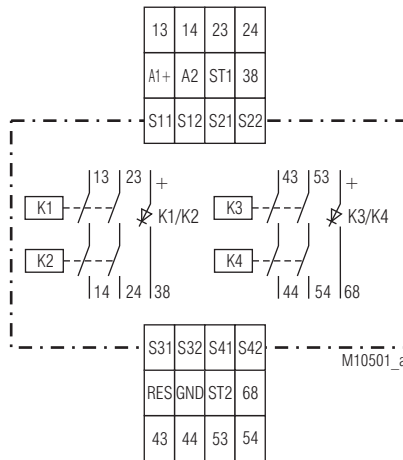 13 14 23 24
A1+ A2 ST1 38
S11 S12 S21 S22
13 23 + 43 53 +
K1 K1/K2 K3 K3/K4
K2 K4
14 24 38 44 54 68
S31 S32 S41 S42
M10501_a
RES GND ST2 68
43 44 53 54